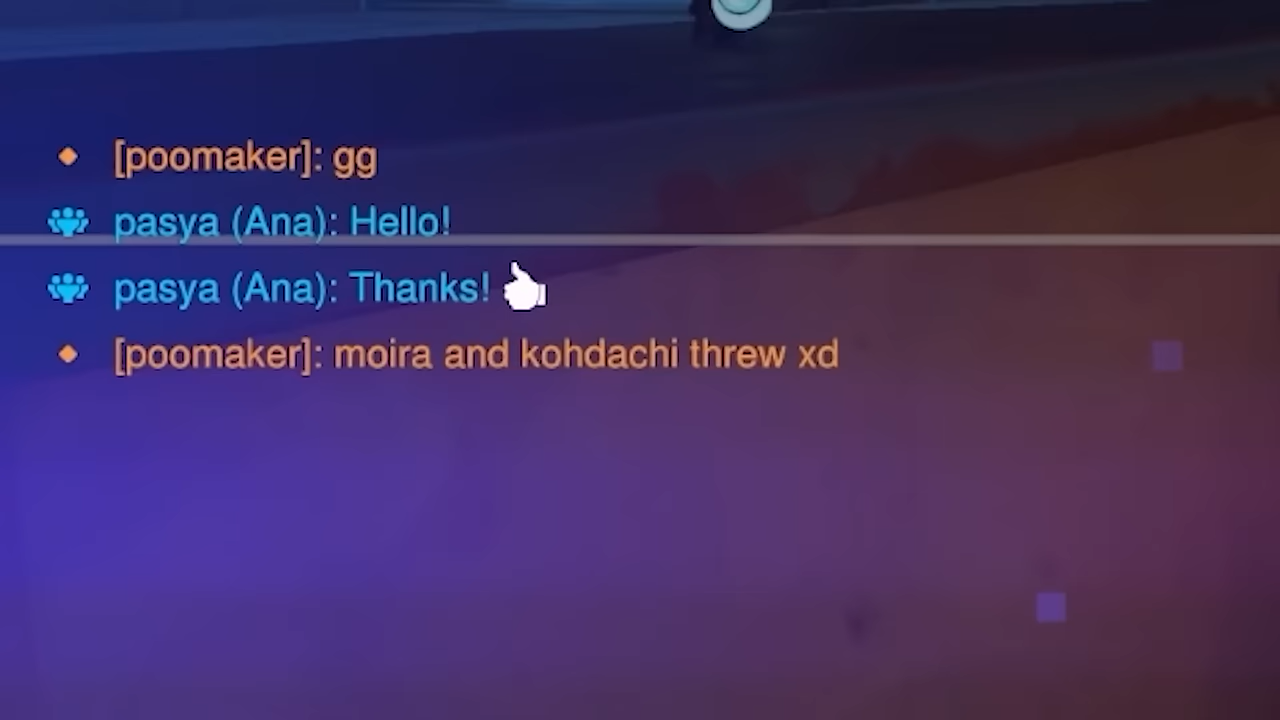 [poomaker]: gg
pasya (Ana): Hello!
pasya (Ana): Thanks!
[poomaker]: moira and kohdachi threw xd